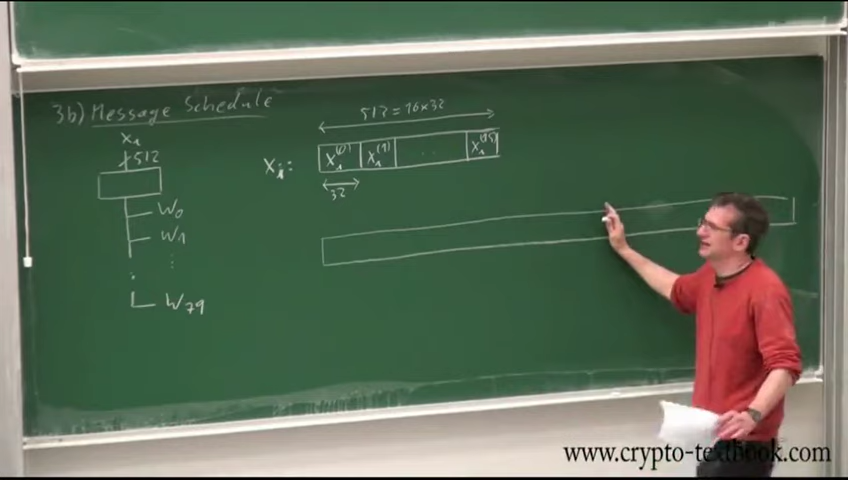 3b) Message Schedule
x₁
512
W₀
W₁
⋮
W₇₉
512 = 16 x 32
Xᵢ:
X₁⁽⁰⁾ X₁⁽¹⁾ ... X₁⁽¹⁵⁾
32
www.crypto-textbook.com